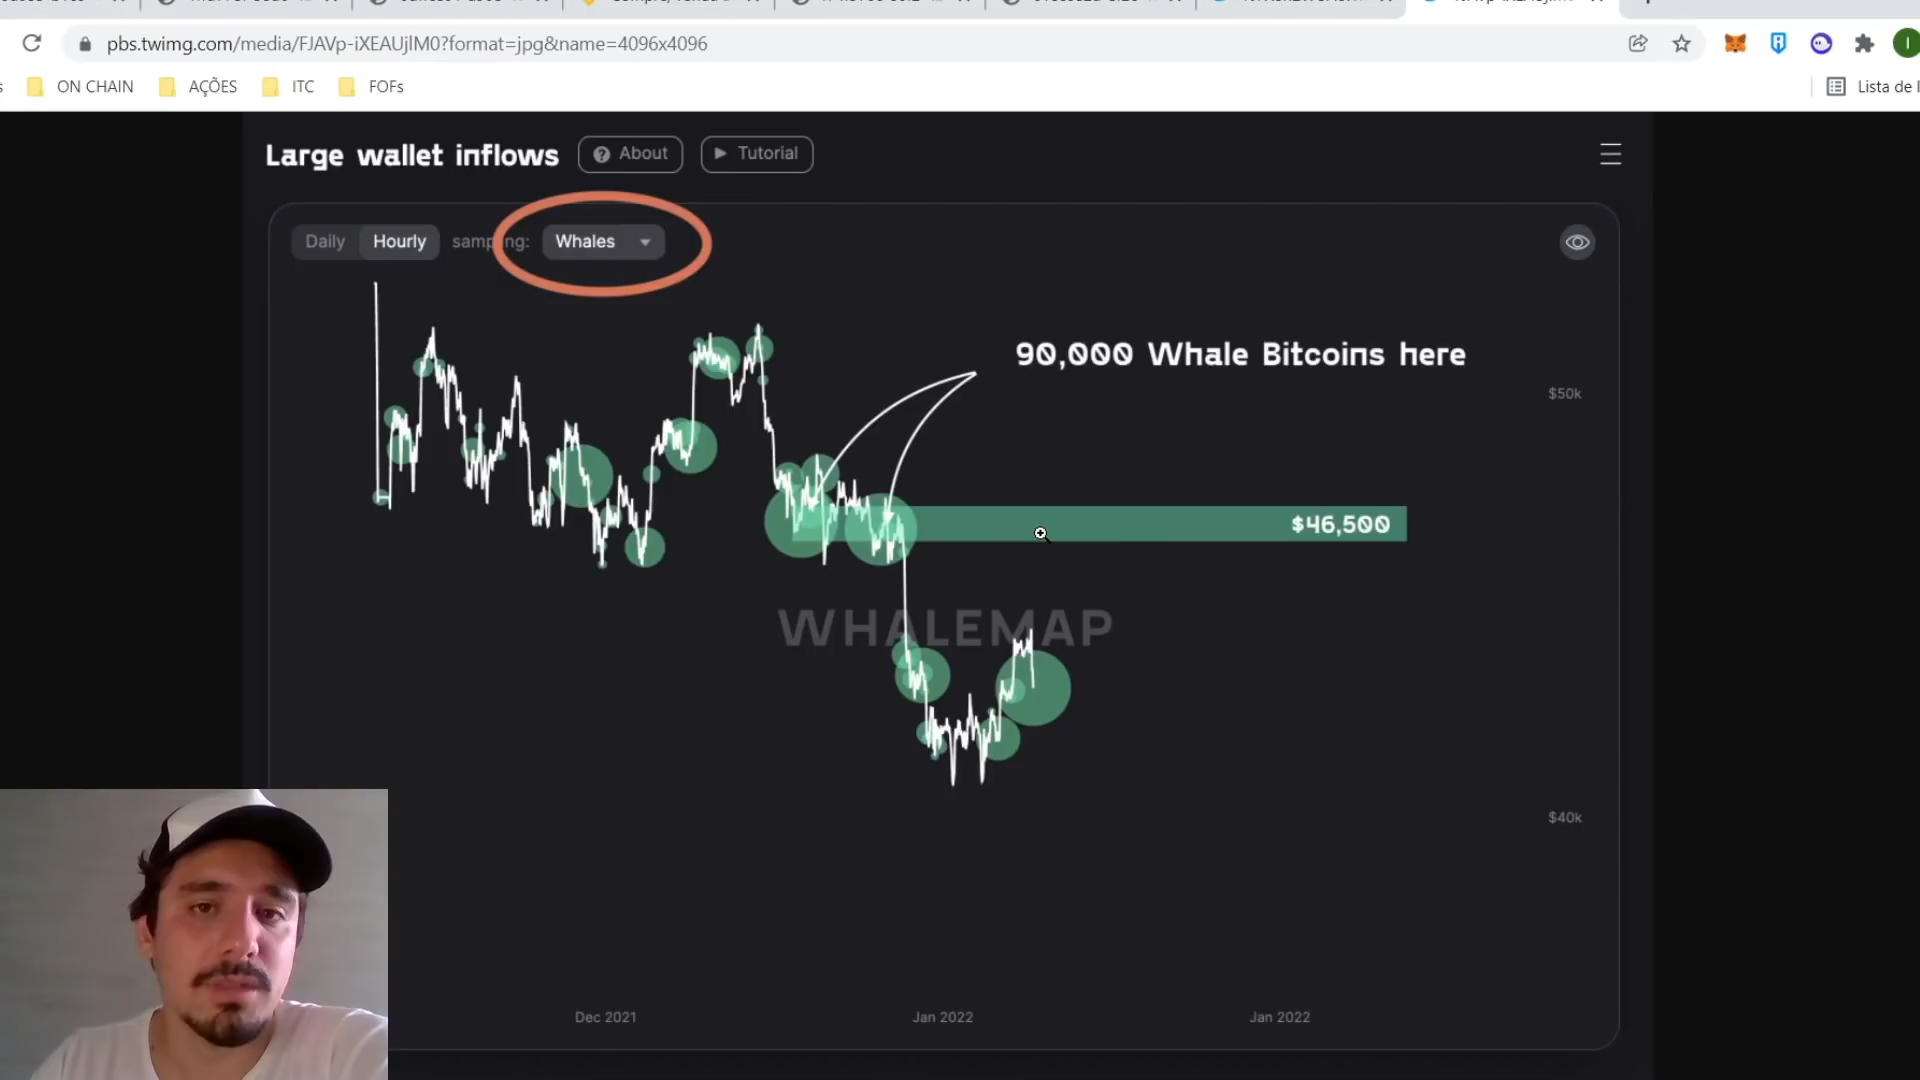 pbs.twimg.com/media/FJAVp-iXEAUjlM0?format=jpg&name=4096x4096
ON CHAIN
AÇÕES
ITC
FOFs
Lista de l
Large wallet inflows
About
Tutorial
Daily
Hourly
Whales
90,000 Whale Bitcoins here
$50k
$46,500
WHALEMAP
$40k
Dec 2021
Jan 2022
Jan 2022